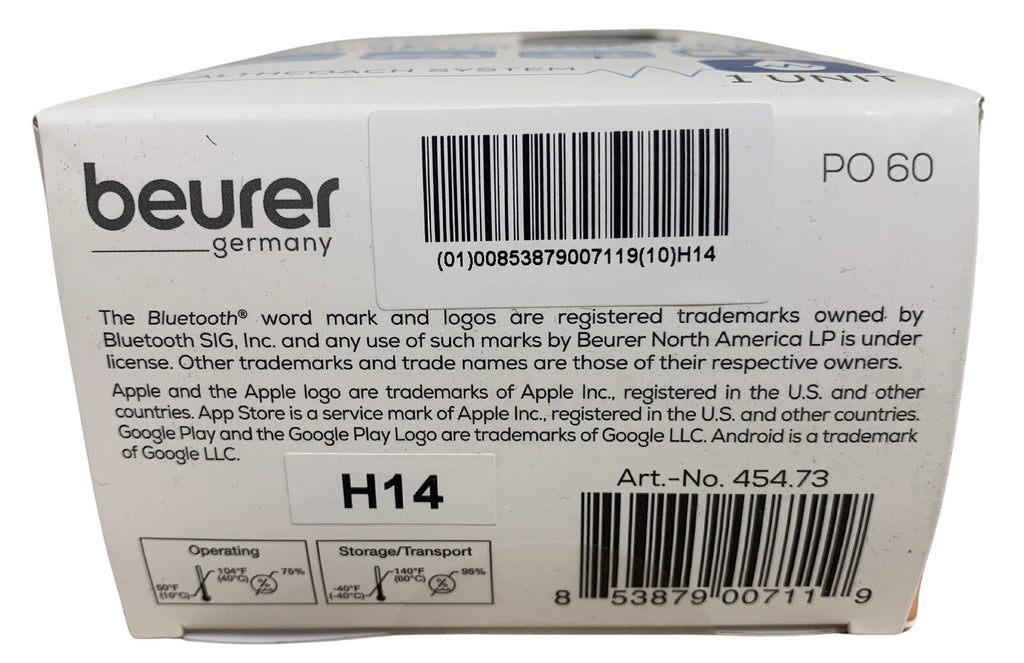 HEALTHCOACH SYSTEM
1 UNIT
beurer
germany
(01)00853879007119(10)H14
PO 60
The Bluetooth® word mark and logos are registered trademarks owned by
Bluetooth SIG, Inc. and any use of such marks by Beurer North America LP is under
license. Other trademarks and trade names are those of their respective owners.
Apple and the Apple logo are trademarks of Apple Inc., registered in the U.S. and other
countries. App Store is a service mark of Apple Inc., registered in the U.S. and other countries.
Google Play and the Google Play Logo are trademarks of Google LLC. Android is a trademark
of Google LLC.
H14
Art.-No. 454.73
Operating
50°F
(10°C)
104°F
(40°C)
%
75%
Storage/Transport
-40°F
(-40°C)
140°F
(60°C)
%
95%
8 53879 00711 9